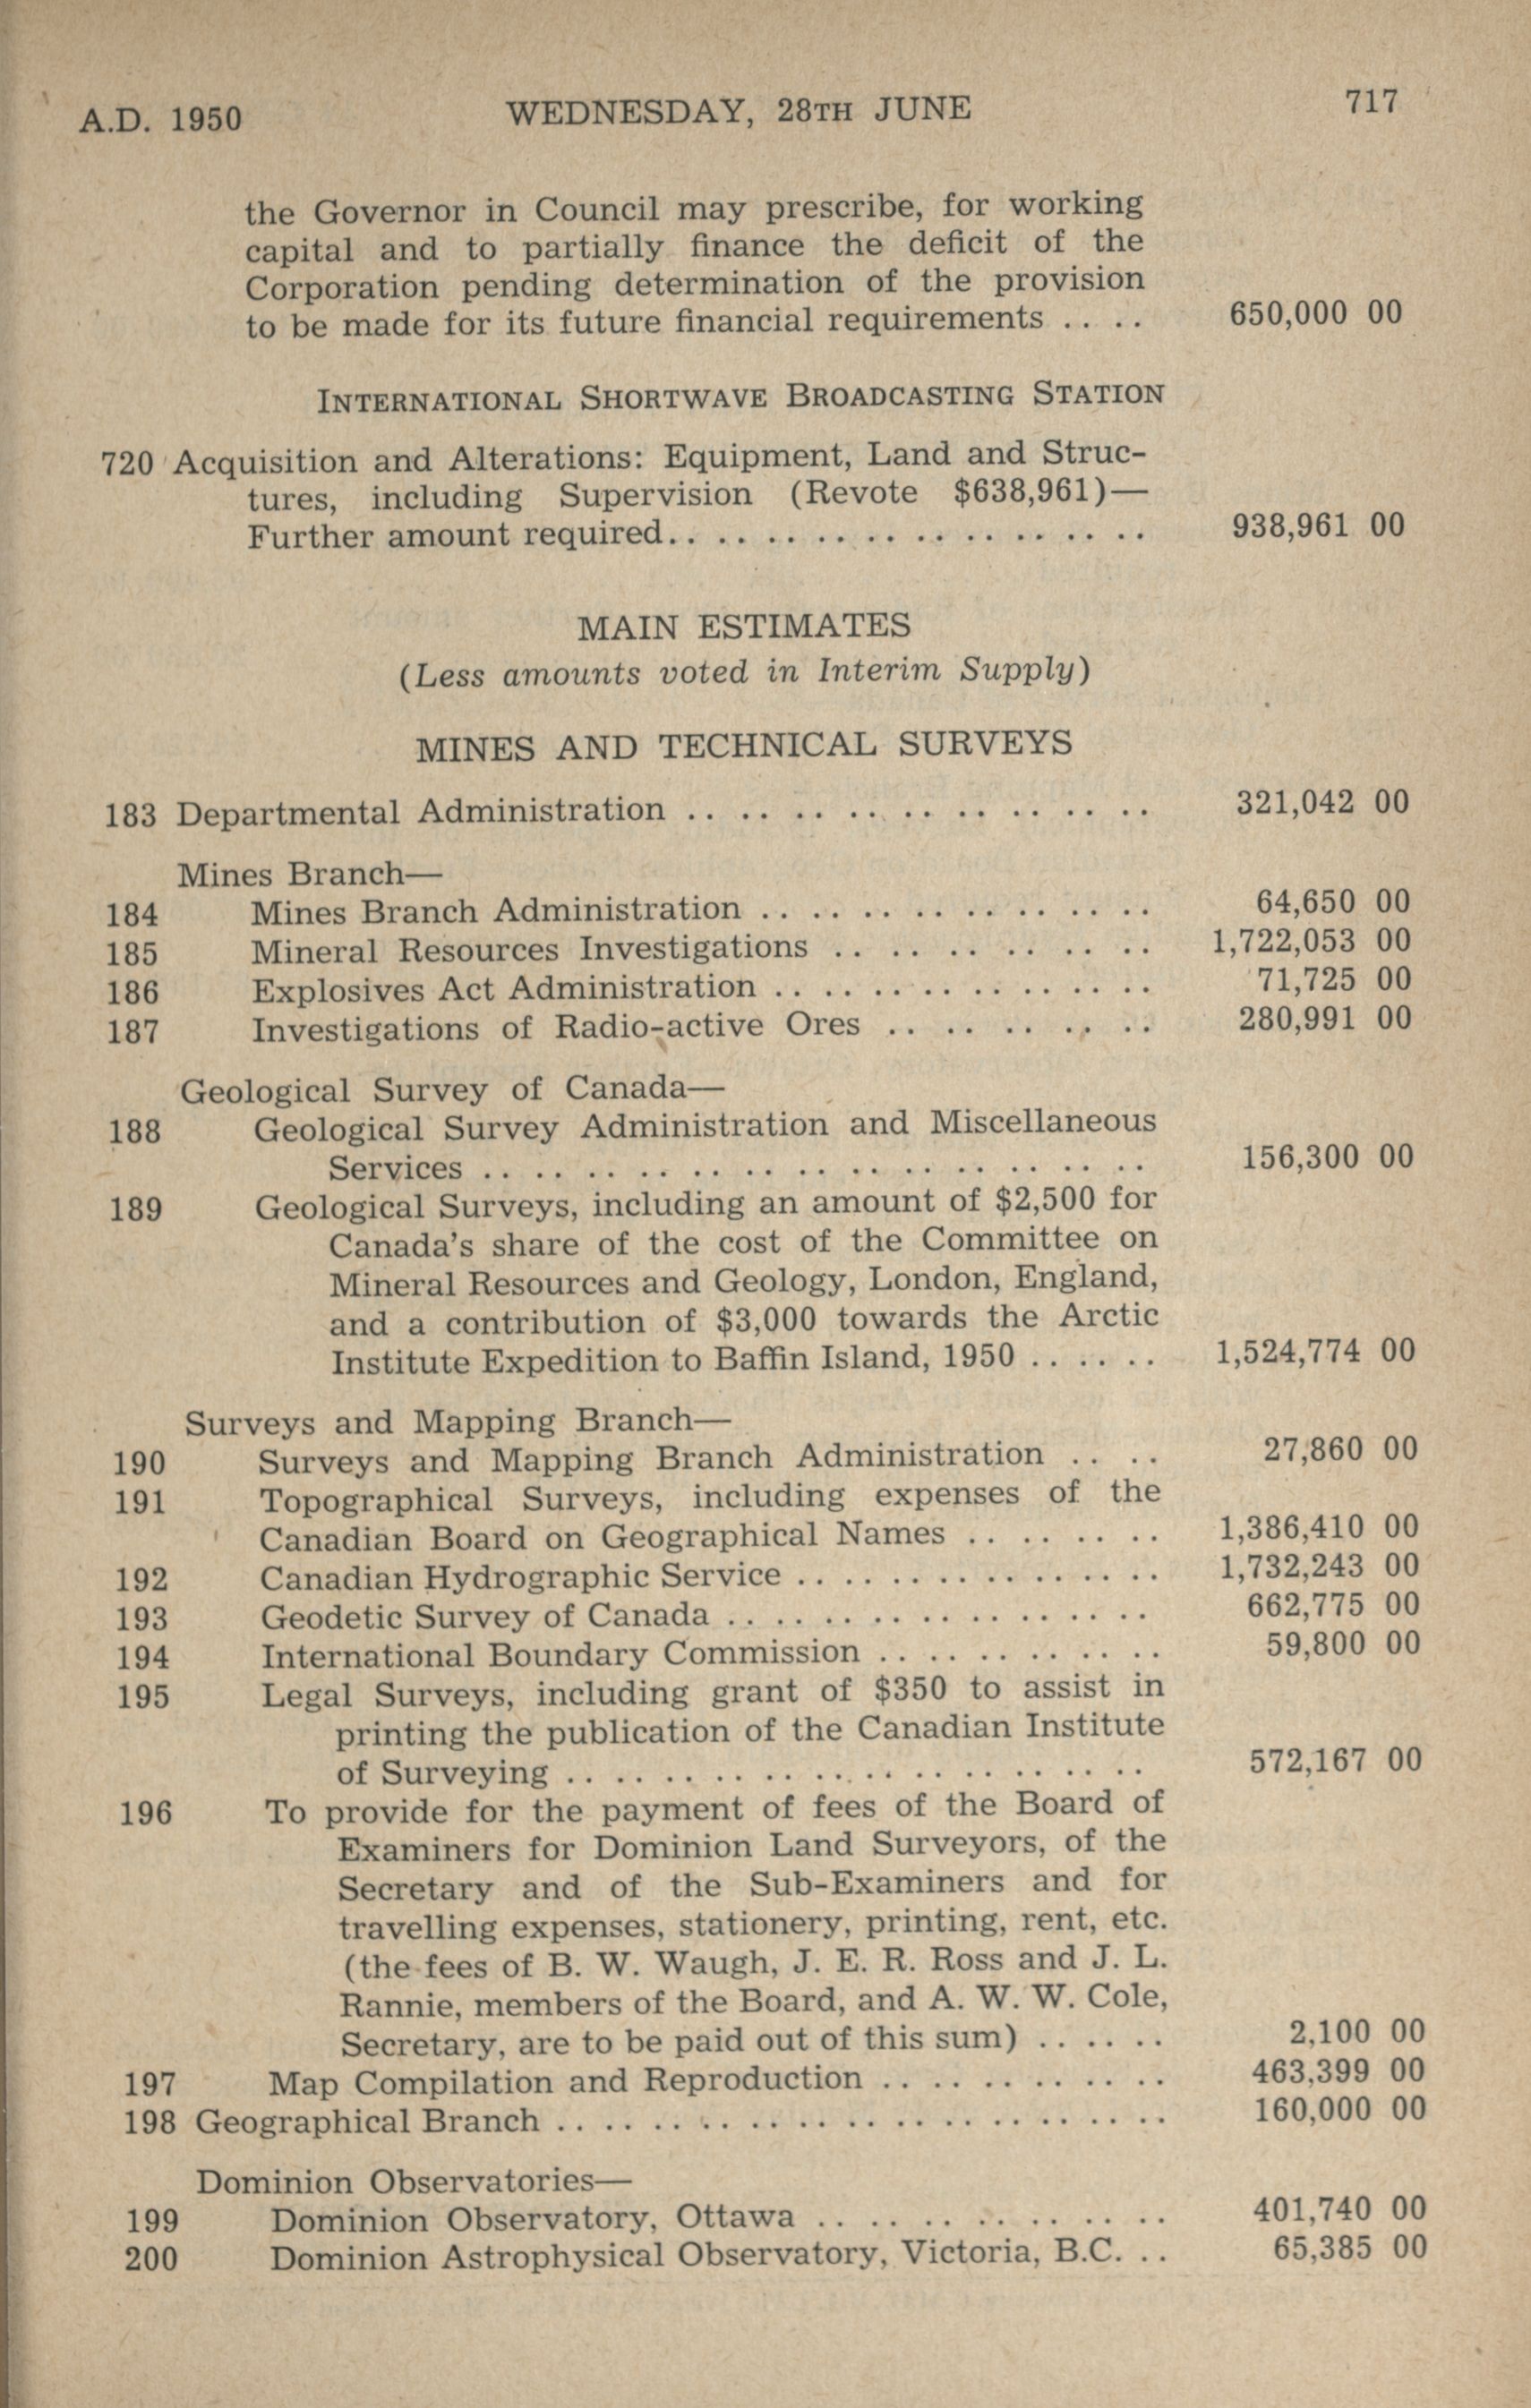 A.D. 1950 WEDNESDAY, 28TH JUNE 717
the Governor in Council may prescribe, for working
capital and to partially finance the deficit of the
Corporation pending determination of the provision
to be made for its future financial requirements . . . . 650,000 00
INTERNATIONAL SHORTWAVE BROADCASTING STATION
720 Acquisition and Alterations: Equipment, Land and Struc-
tures, including Supervision (Revote $638,961)—
Further amount required. . . . . . . . . . . . . . . . . . . . 938,961 00
MAIN ESTIMATES
(Less amounts voted in Interim Supply)
MINES AND TECHNICAL SURVEYS
183 Departmental Administration . . . . . . . . . . . . . . . . . . 321,042 00
Mines Branch—
184 Mines Branch Administration . . . . . . . . . . . . . . . . 64,650 00
185 Mineral Resources Investigations . . . . . . . . . . . . 1,722,053 00
186 Explosives Act Administration . . . . . . . . . . . . . . . . 71,725 00
187 Investigations of Radio-active Ores . . . . . . . . . . 280,991 00
Geological Survey of Canada—
188 Geological Survey Administration and Miscellaneous
Services . . . . . . . . . . . . . . . . . . . . . . . . . . 156,300 00
189 Geological Surveys, including an amount of $2,500 for
Canada's share of the cost of the Committee on
Mineral Resources and Geology, London, England,
and a contribution of $3,000 towards the Arctic
Institute Expedition to Baffin Island, 1950 . . . . . . 1,524,774 00
Surveys and Mapping Branch—
190 Surveys and Mapping Branch Administration . . . . 27,860 00
191 Topographical Surveys, including expenses of the
Canadian Board on Geographical Names . . . . . . . . 1,386,410 00
192 Canadian Hydrographic Service . . . . . . . . . . . . . . . . 1,732,243 00
193 Geodetic Survey of Canada . . . . . . . . . . . . . . . . . . 662,775 00
194 International Boundary Commission . . . . . . . . . . . . 59,800 00
195 Legal Surveys, including grant of $350 to assist in
printing the publication of the Canadian Institute
of Surveying . . . . . . . . . . . . . . . . . . . . . . . . 572,167 00
196 To provide for the payment of fees of the Board of
Examiners for Dominion Land Surveyors, of the
Secretary and of the Sub-Examiners and for
travelling expenses, stationery, printing, rent, etc.
(the fees of B. W. Waugh, J. E. R. Ross and J. L.
Rannie, members of the Board, and A. W. W. Cole,
Secretary, are to be paid out of this sum) . . . . . . 2,100 00
197 Map Compilation and Reproduction . . . . . . . . . . . . 463,399 00
198 Geographical Branch . . . . . . . . . . . . . . . . . . . . . . . . . . 160,000 00
Dominion Observatories—
199 Dominion Observatory, Ottawa . . . . . . . . . . . . . . 401,740 00
200 Dominion Astrophysical Observatory, Victoria, B.C. . . 65,385 00